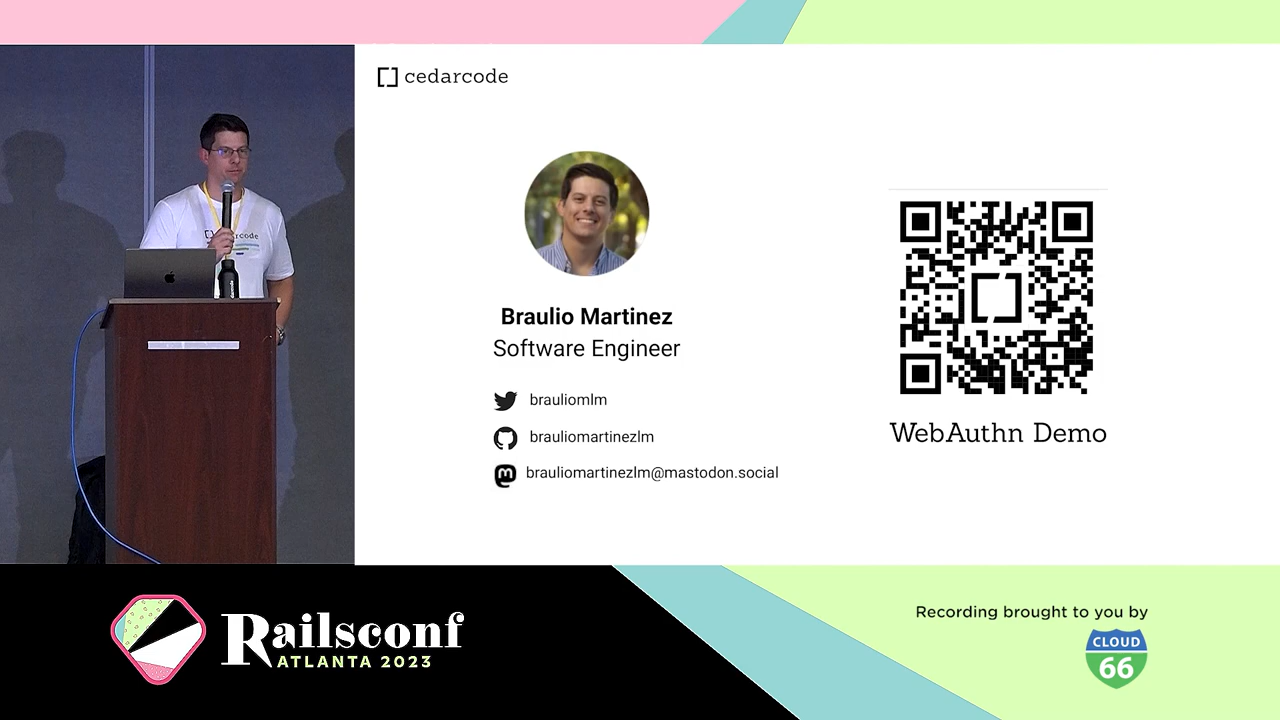 cedarcode
Braulio Martinez
Software Engineer
brauliomlm
brauliomartinezlm
brauliomartinezlm@mastodon.social
WebAuthn Demo
Railsconf
ATLANTA 2023
Recording brought to you by
CLOUD
66